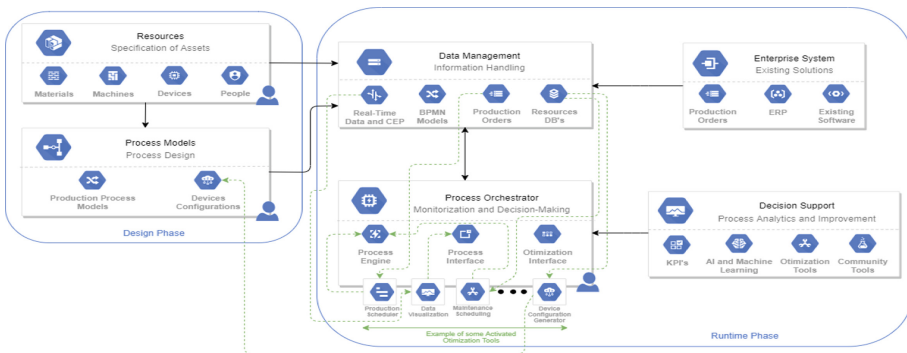 Resources
Specification of Assets
Materials
Machines
Devices
People
Process Models
Process Design
Production Process
Models
Devices
Configurations
Design Phase
Data Management
Information Handling
Real-Time
Data and CEP
BPMN
Models
Production
Orders
Resources
DB's
Enterprise System
Existing Solutions
Production
Orders
ERP
Existing
Software
Process Orchestrator
Monitorization and Decision-Making
Process
Engine
Process
Interface
Otimization
Interface
Production
Scheduler
Data
Visualization
Maintenance
Scheduling
Device
Configuration
Generator
Example of some Activated
Otimization Tools
Decision Support
Process Analytics and Improvement
KPI's
AI and Machine
Learning
Otimization
Tools
Community
Tools
Runtime Phase